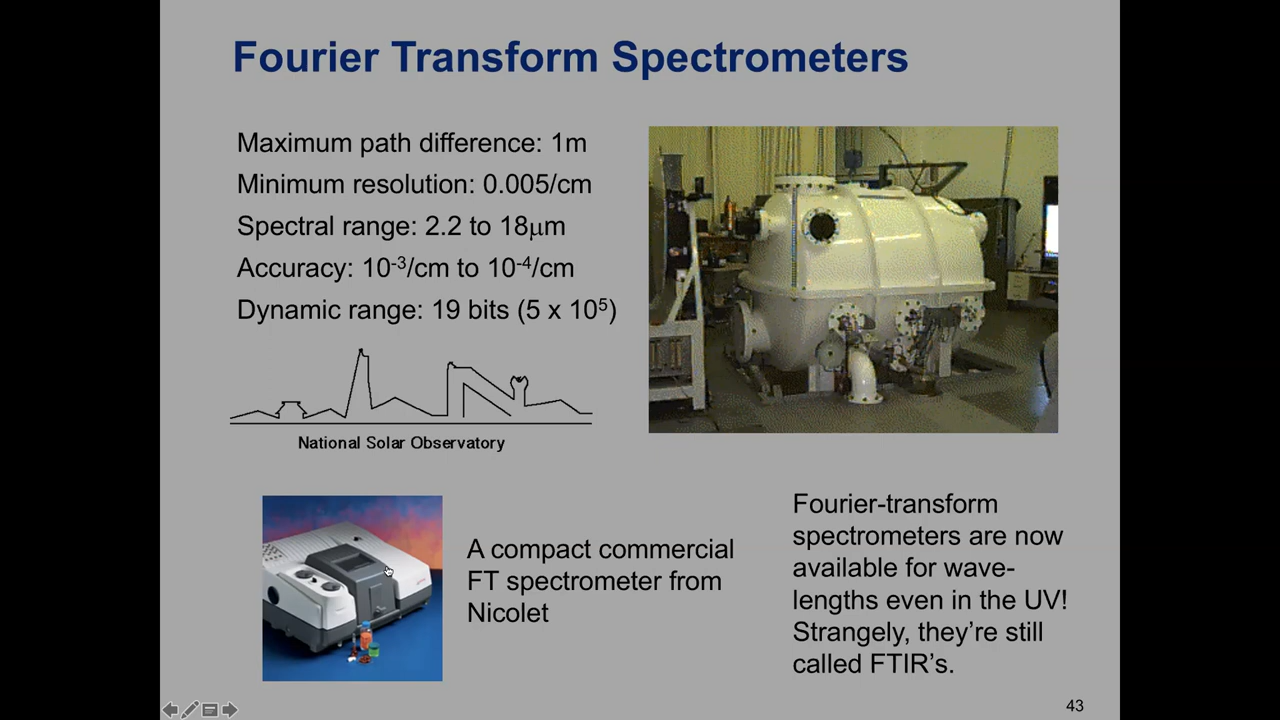 Fourier Transform Spectrometers
Maximum path difference: 1m
Minimum resolution: 0.005/cm
Spectral range: 2.2 to 18μm
Accuracy: 10⁻³/cm to 10⁻⁴/cm
Dynamic range: 19 bits (5 x 10⁵)
National Solar Observatory
A compact commercial
FT spectrometer from
Nicolet
Fourier-transform
spectrometers are now
available for wave-
lengths even in the UV!
Strangely, they’re still
called FTIR’s.
43